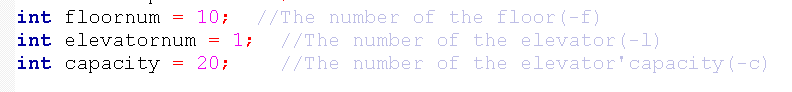 int floornum = 10;  //The number of the floor(-f)
int elevatornum = 1;  //The number of the elevator(-l)
int capacity = 20;    //The number of the elevator'capacity(-c)